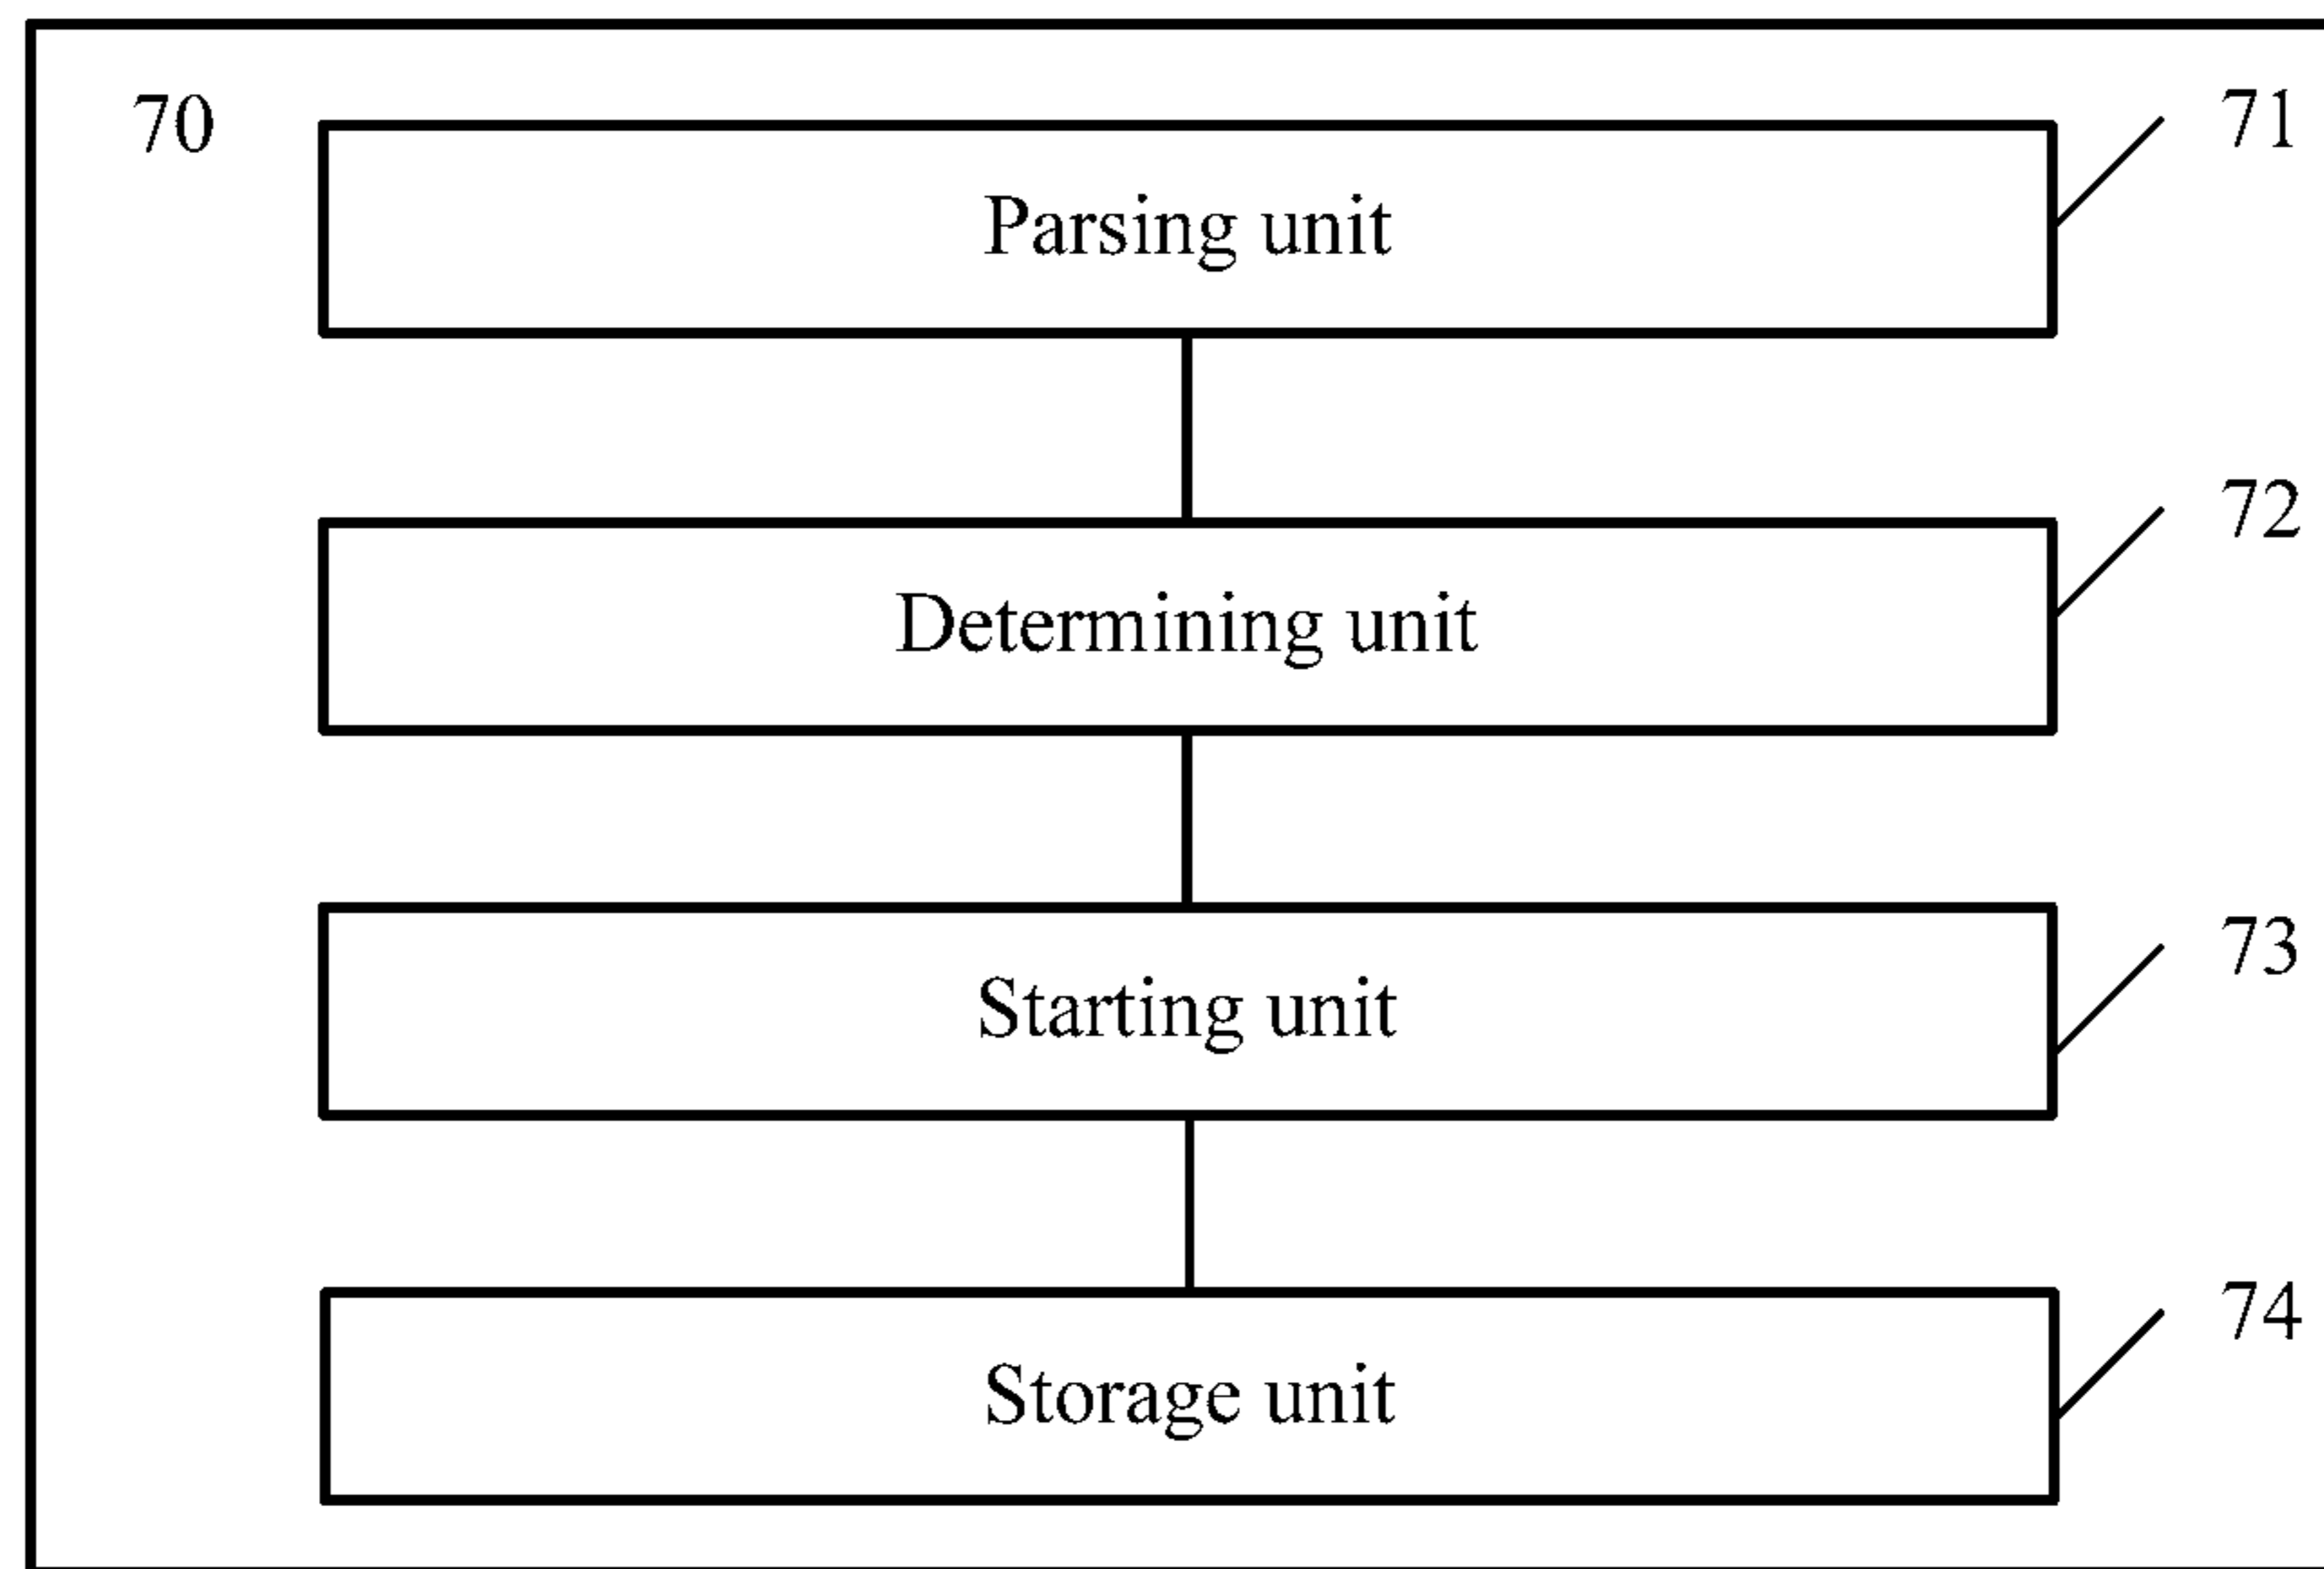 70
71
Parsing unit
72
Determining unit
73
Starting unit
74
Storage unit